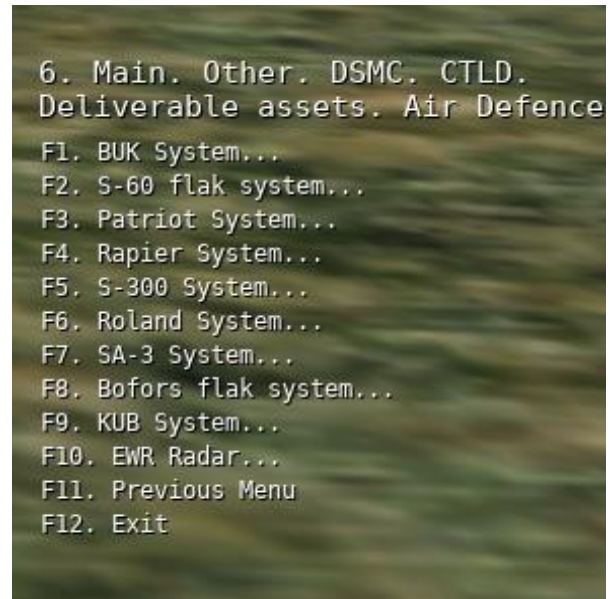 6. Main. Other. DSMC. CTLD.
Deliverable assets. Air Defence
F1. BUK System...
F2. S-60 flak system...
F3. Patriot System...
F4. Rapier System...
F5. S-300 System...
F6. Roland System...
F7. SA-3 System...
F8. Bofors flak system...
F9. KUB System...
F10. EWR Radar...
F11. Previous Menu
F12. Exit